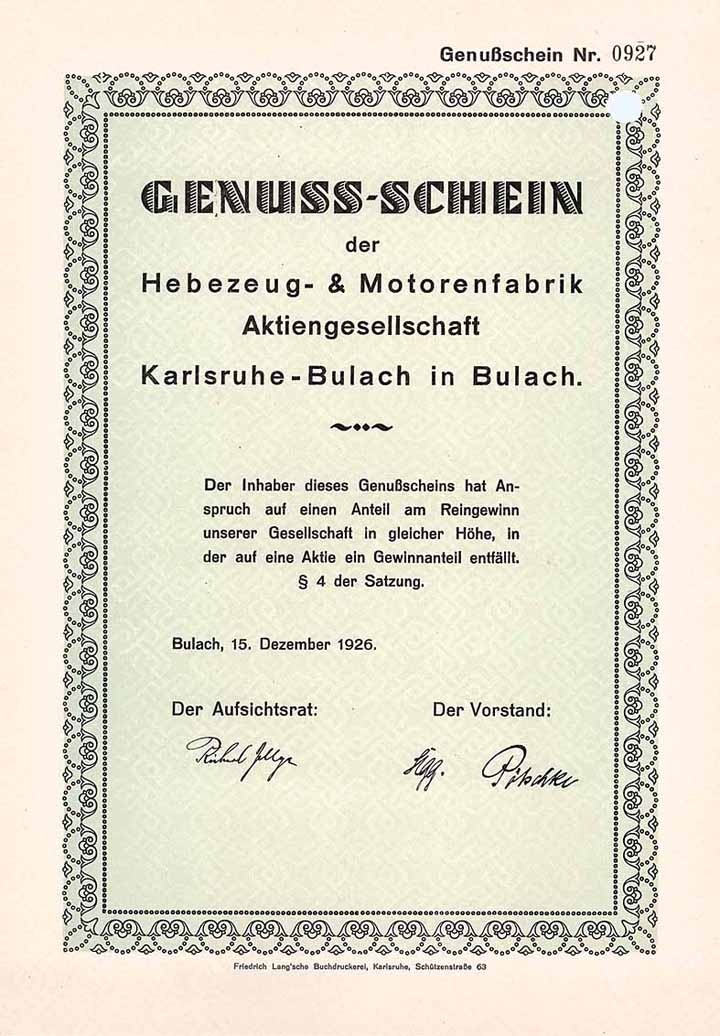 Genußschein Nr. 0927
GENUSS-SCHEIN
der
Hebezeug- & Motorenfabrik
Aktiengesellschaft
Karlsruhe-Bulach in Bulach.
Der Inhaber dieses Genußscheins hat An-
spruch auf einen Anteil am Reingewinn
unserer Gesellschaft in gleicher Höhe, in
der auf eine Aktie ein Gewinnanteil entfällt.
§ 4 der Satzung.
Bulach, 15. Dezember 1926.
Der Aufsichtsrat: Der Vorstand:
Pötschke
Friedrich Lang'sche Buchdruckerei, Karlsruhe, Schützenstraße 63